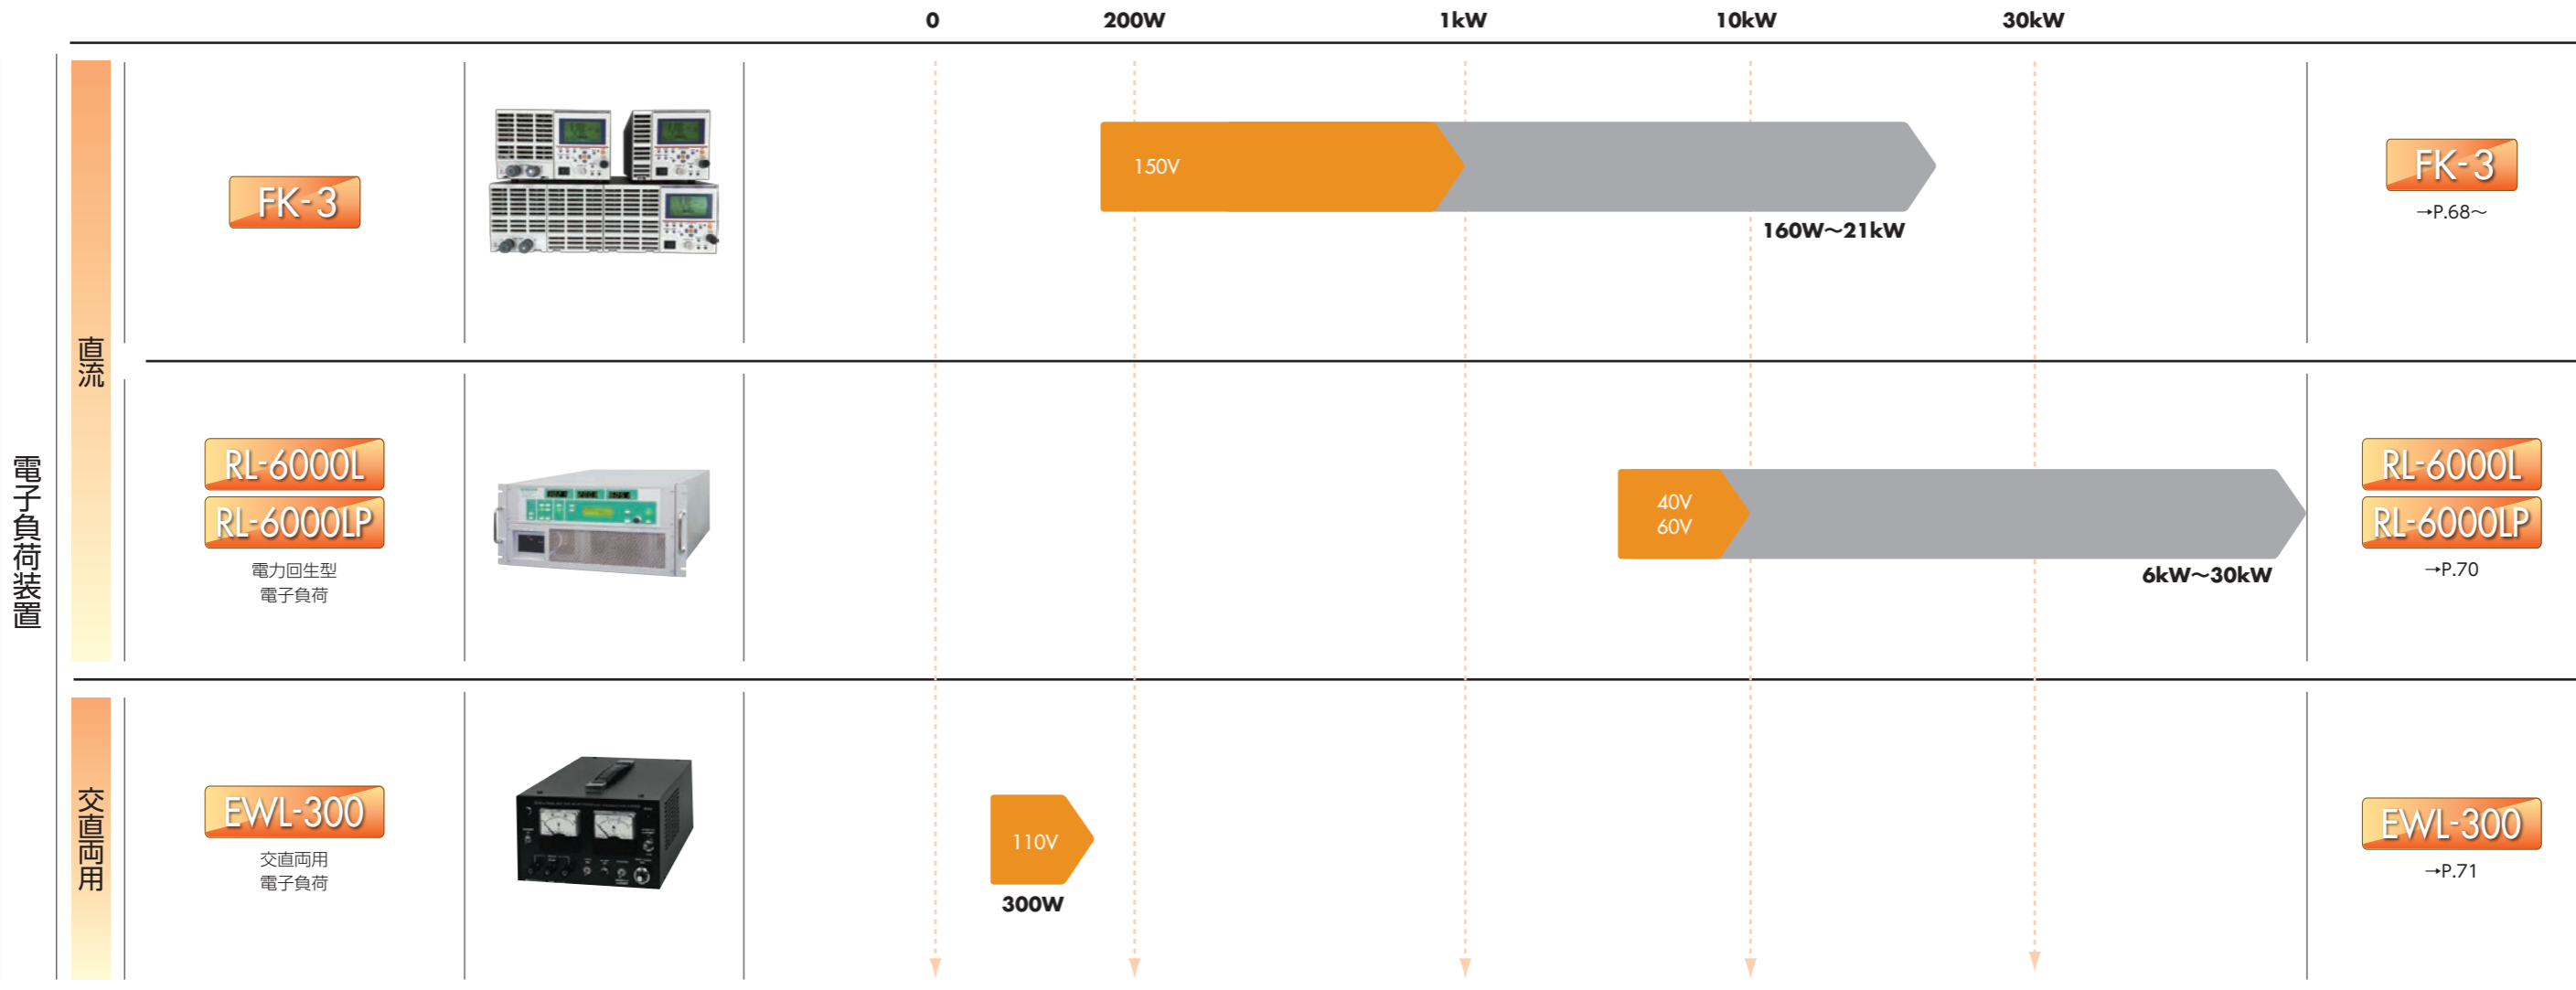 0 200W 1kW 10kW 30kW
電子負荷装置
直流
FK-3
150V
160W～21kW
FK-3
→P.68～
RL-6000L
RL-6000LP
電力回生型
電子負荷
40V
60V
6kW～30kW
RL-6000L
RL-6000LP
→P.70
交直両用
EWL-300
交直両用
電子負荷
110V
300W
EWL-300
→P.71